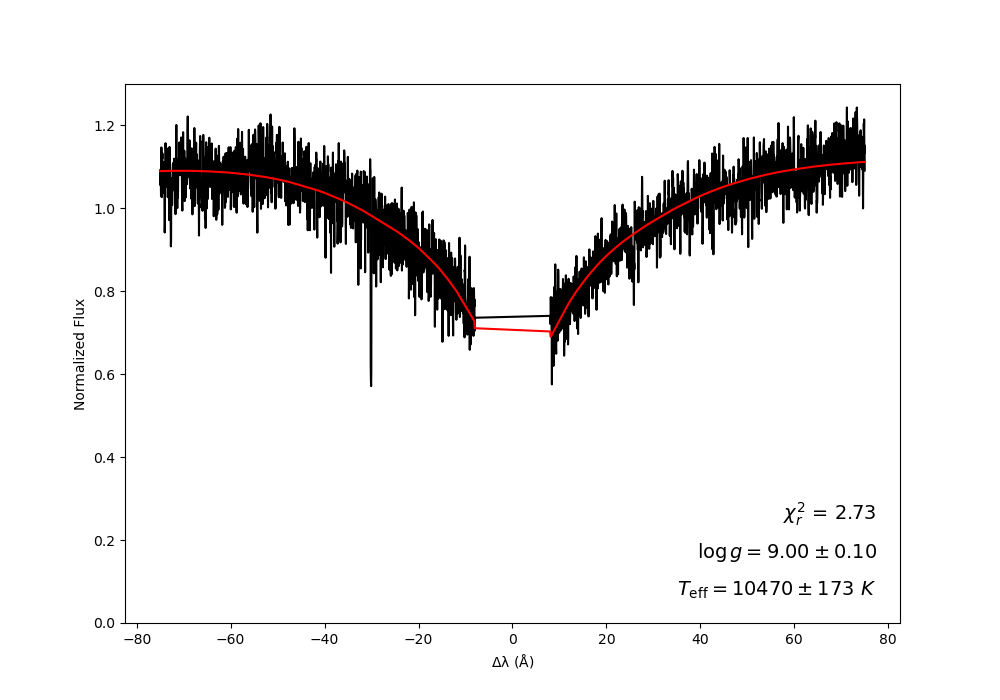 1.2
1.0
0.8
0.6
0.4
0.2
0.0
Normalized Flux
χ²ᵣ = 2.73
log g = 9.00 ± 0.10
T_eff = 10470 ± 173 K
−80 −60 −40 −20 0 20 40 60 80
Δλ (Å)